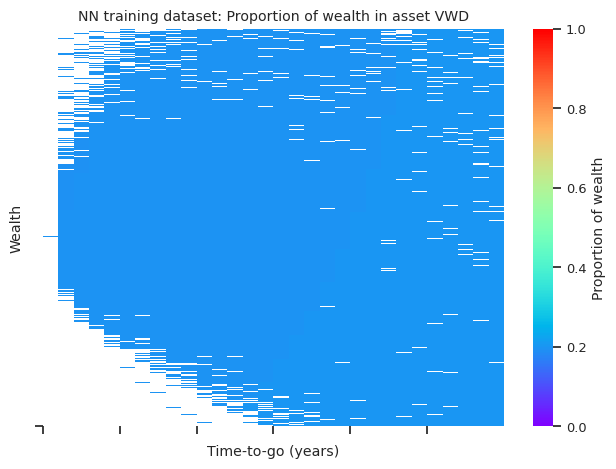 NN training dataset: Proportion of wealth in asset VWD
Wealth
Time-to-go (years)
1.0
0.8
0.6
0.4
0.2
0.0
Proportion of wealth